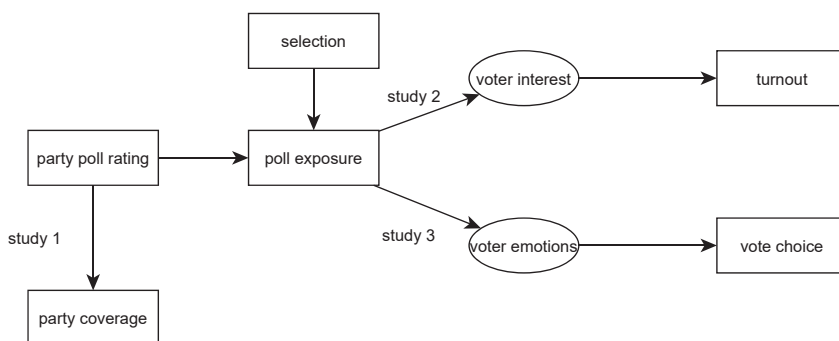 selection
voter interest
turnout
study 2
party poll rating
poll exposure
study 1
study 3
voter emotions
vote choice
party coverage